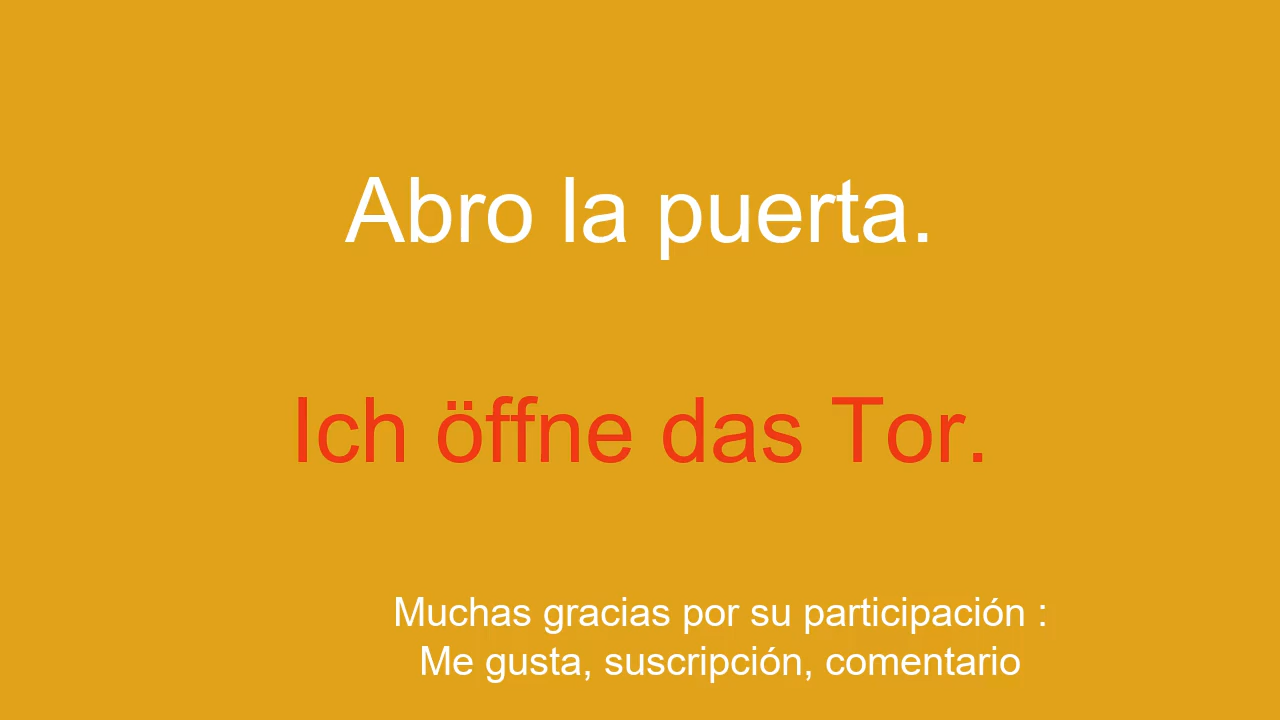 Abro la puerta.
Ich öffne das Tor.
Muchas gracias por su participación :
Me gusta, suscripción, comentario